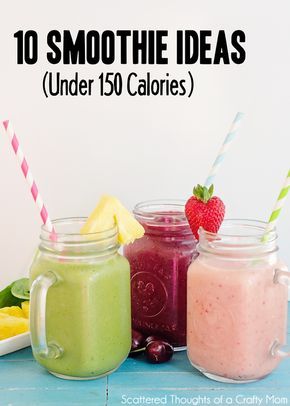 10 SMOOTHIE IDEAS
(Under 150 Calories)
Scattered Thoughts of a Crafty Mom